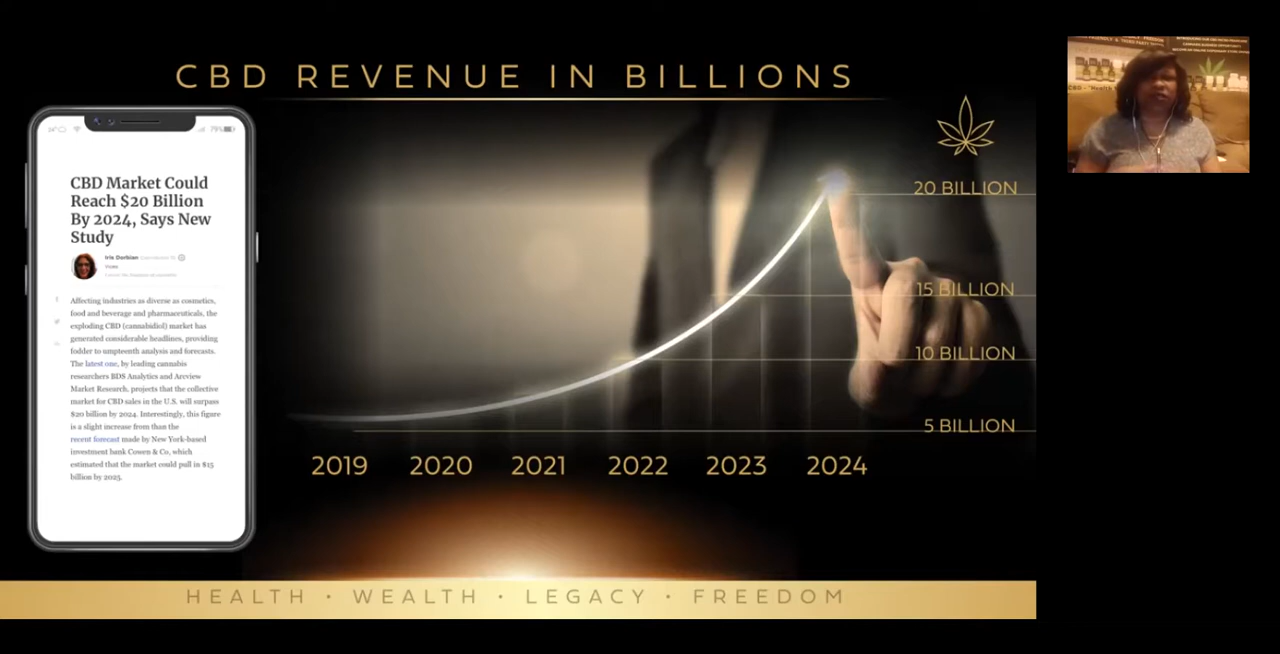 CBD REVENUE IN BILLIONS
79%
CBD Market Could
Reach $20 Billion
By 2024, Says New
Study
Iris Dorbian
Affecting industries as diverse as cosmetics,
food and beverage and pharmaceuticals, the
exploding CBD (cannabidiol) market has
generated considerable headlines, providing
fodder to umpteenth analysis and forecasts.
The latest one, by leading cannabis
researchers BDS Analytics and Arcview
Market Research, projects that the collective
market for CBD sales in the U.S. will surpass
$20 billion by 2024. Interestingly, this figure
is a slight increase from than the
recent forecast made by New York-based
investment bank Cowen & Co, which
estimated that the market could pull in $15
billion by 2025.
20 BILLION
15 BILLION
10 BILLION
5 BILLION
2019 2020 2021 2022 2023 2024
HEALTH • WEALTH • LEGACY • FREEDOM